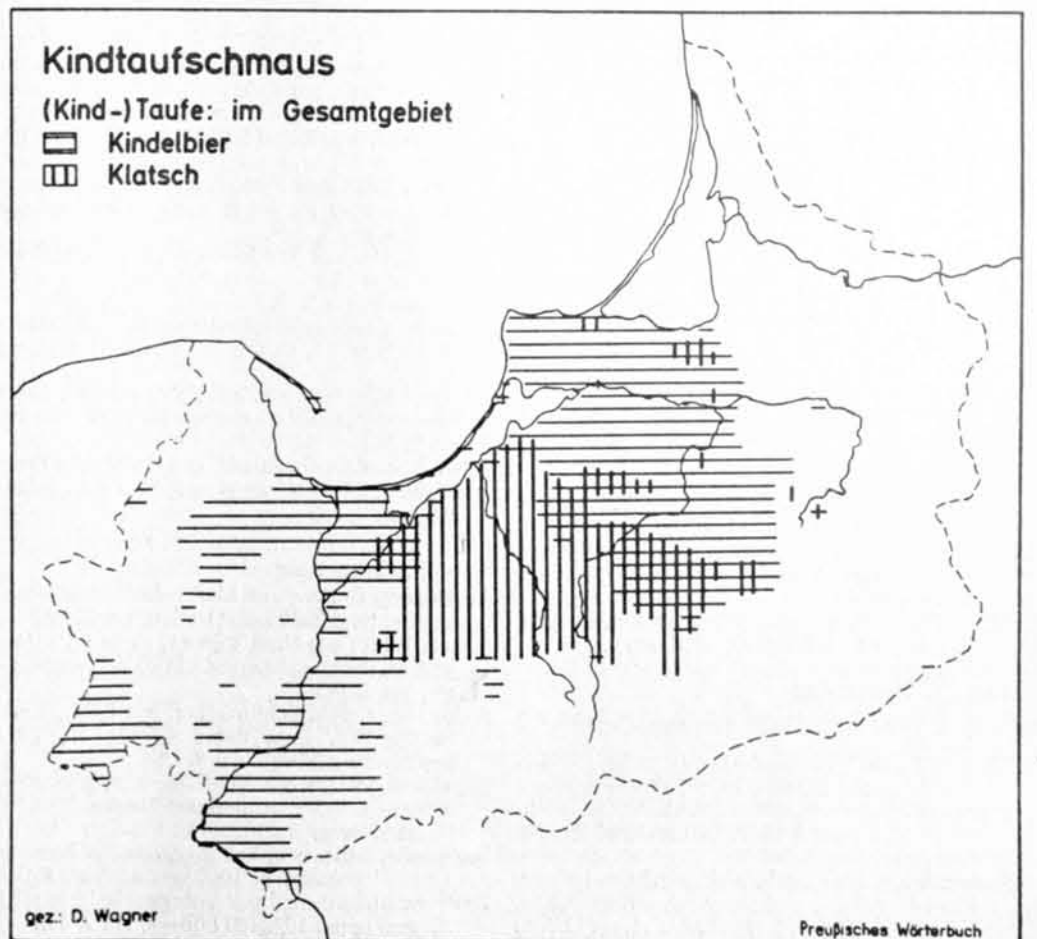 Kindtaufschmaus
(Kind-)Taufe: im Gesamtgebiet
Kindelbier
Klatsch
gez.: D. Wagner
Preußisches Wörterbuch